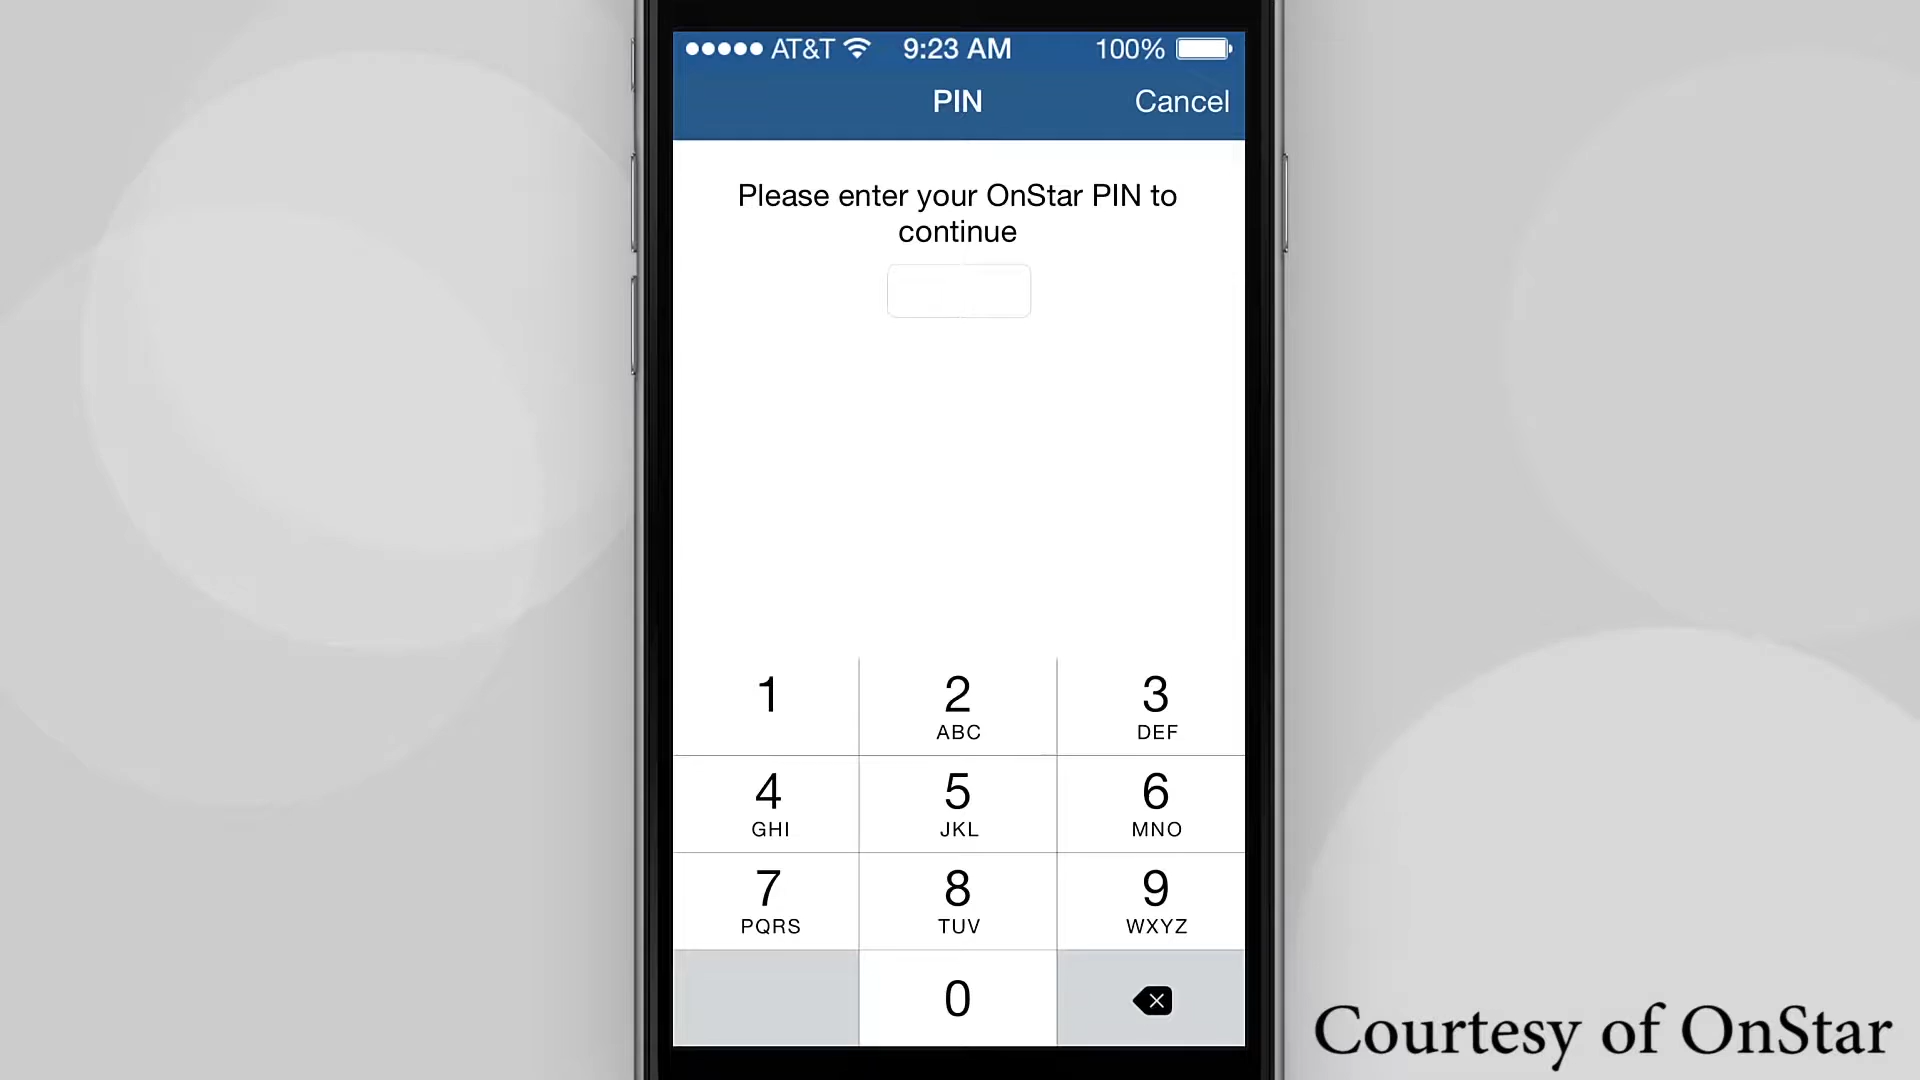 AT&T 9:23 AM 100%
PIN Cancel
Please enter your OnStar PIN to
continue
1 2 3
ABC DEF
4 5 6
GHI JKL MNO
7 8 9
PQRS TUV WXYZ
0
Courtesy of OnStar